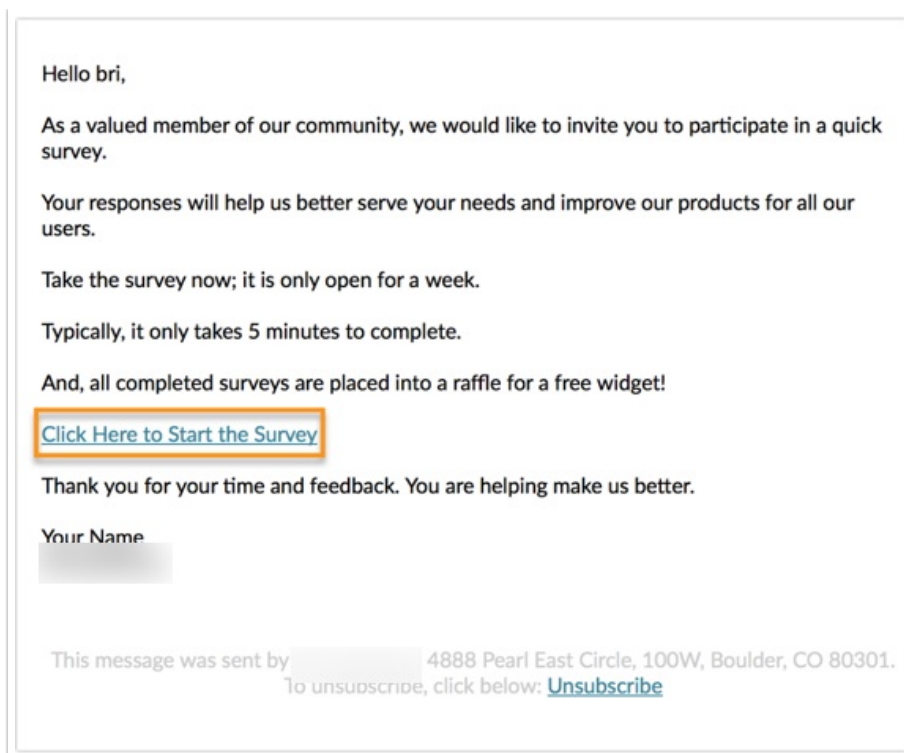 Hello bri,
As a valued member of our community, we would like to invite you to participate in a quick
survey.
Your responses will help us better serve your needs and improve our products for all our
users.
Take the survey now; it is only open for a week.
Typically, it only takes 5 minutes to complete.
And, all completed surveys are placed into a raffle for a free widget!
Click Here to Start the Survey
Thank you for your time and feedback. You are helping make us better.
Your Name
This message was sent by 4888 Pearl East Circle, 100W, Boulder, CO 80301.
To unsubscribe, click below: Unsubscribe